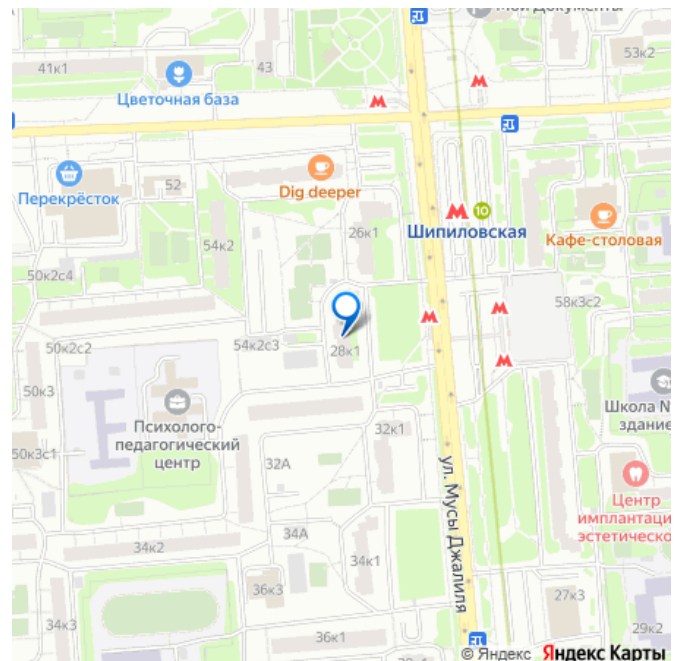 Мои документы
53к2
41к1
43
Цветочная база
52
Перекрёсток
Dig deeper
54к2
26к1
10
Шипиловская
Кафе-столовая
50к2с4
58к3с2
50к2с2
54к2с3
28к1
50к3
Школа N
здание
Психолого-
педагогический
центр
50к3с1
32к1
32А
ул. Мусы Джалиля
Центр
имплантаци
эстетическо
34к2
34А
34к1
36к3
27к3
34к3
36к1
29к2
© Яндекс Яндекс Карты